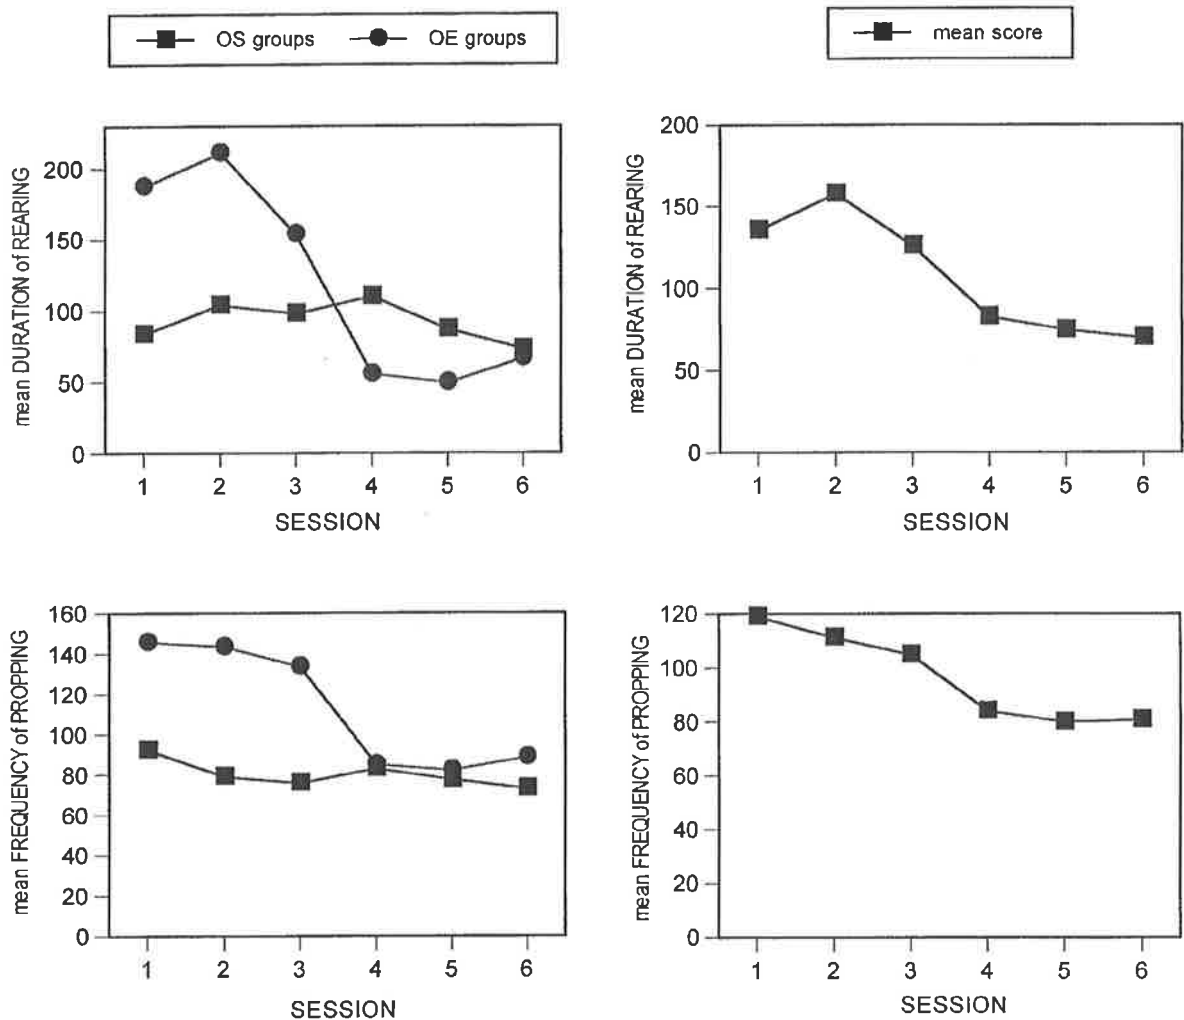 OS groups OE groups
mean score
mean DURATION of REARING
200
150
100
50
0
1 2 3 4 5 6
SESSION
mean DURATION of REARING
200
150
100
50
0
1 2 3 4 5 6
SESSION
mean FREQUENCY of PROPPING
160
140
120
100
80
60
40
20
0
1 2 3 4 5 6
SESSION
mean FREQUENCY of PROPPING
120
100
80
60
40
20
0
1 2 3 4 5 6
SESSION